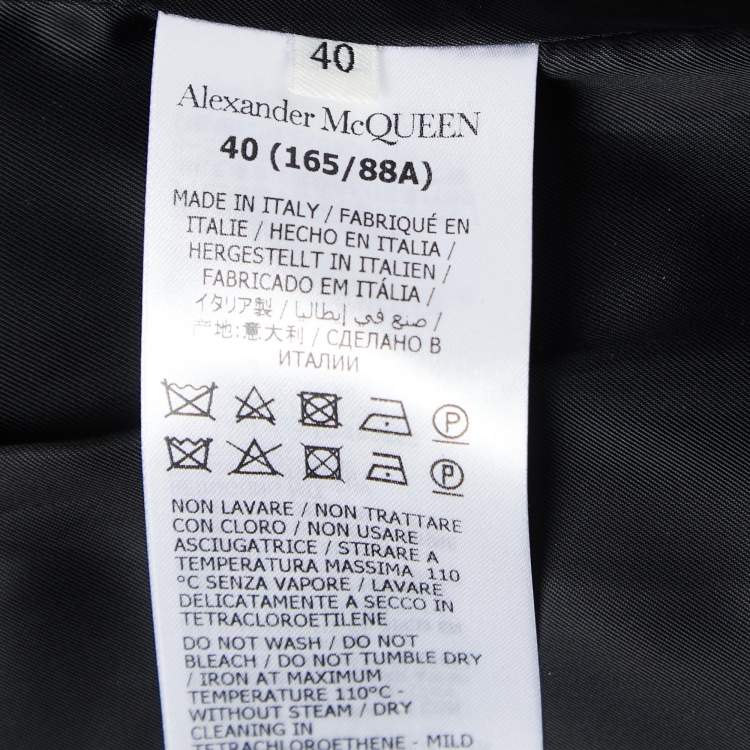 40
Alexander McQUEEN
40 (165/88A)
MADE IN ITALY / FABRIQUÉ EN
ITALIE / HECHO EN ITALIA /
HERGESTELLT IN ITALIEN /
FABRICADO EM ITÁLIA /
イタリア製 / صنع في إيطاليا /
产地:意大利 / СДЕЛАНО В
ИТАЛИИ
P
P
NON LAVARE / NON TRATTARE
CON CLORO / NON USARE
ASCIUGATRICE / STIRARE A
TEMPERATURA MASSIMA 110
°C SENZA VAPORE / LAVARE
DELICATAMENTE A SECCO IN
TETRACLOROETILENE
DO NOT WASH / DO NOT
BLEACH / DO NOT TUMBLE DRY
/ IRON AT MAXIMUM
TEMPERATURE 110°C -
WITHOUT STEAM / DRY
CLEANING IN
TETRACHLOROETHENE - MILD